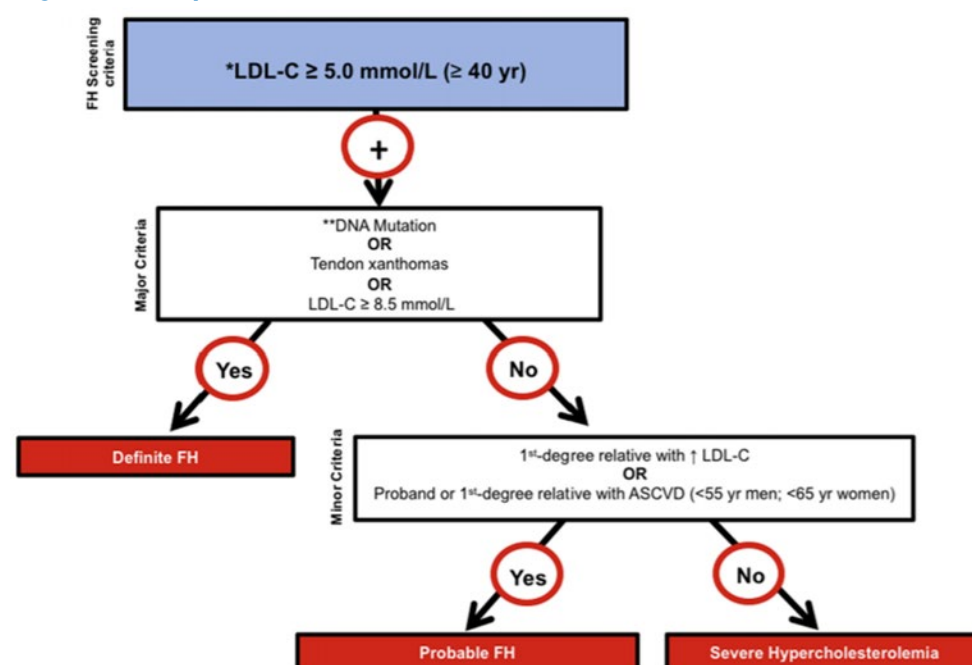 FH Screening
criteria
*LDL-C ≥ 5.0 mmol/L (≥ 40 yr)
+
Major Criteria
**DNA Mutation
OR
Tendon xanthomas
OR
LDL-C ≥ 8.5 mmol/L
Yes
No
Definite FH
Minor Criteria
1st-degree relative with ↑ LDL-C
OR
Proband or 1st-degree relative with ASCVD (<55 yr men; <65 yr women)
Yes
No
Probable FH
Severe Hypercholesterolemia